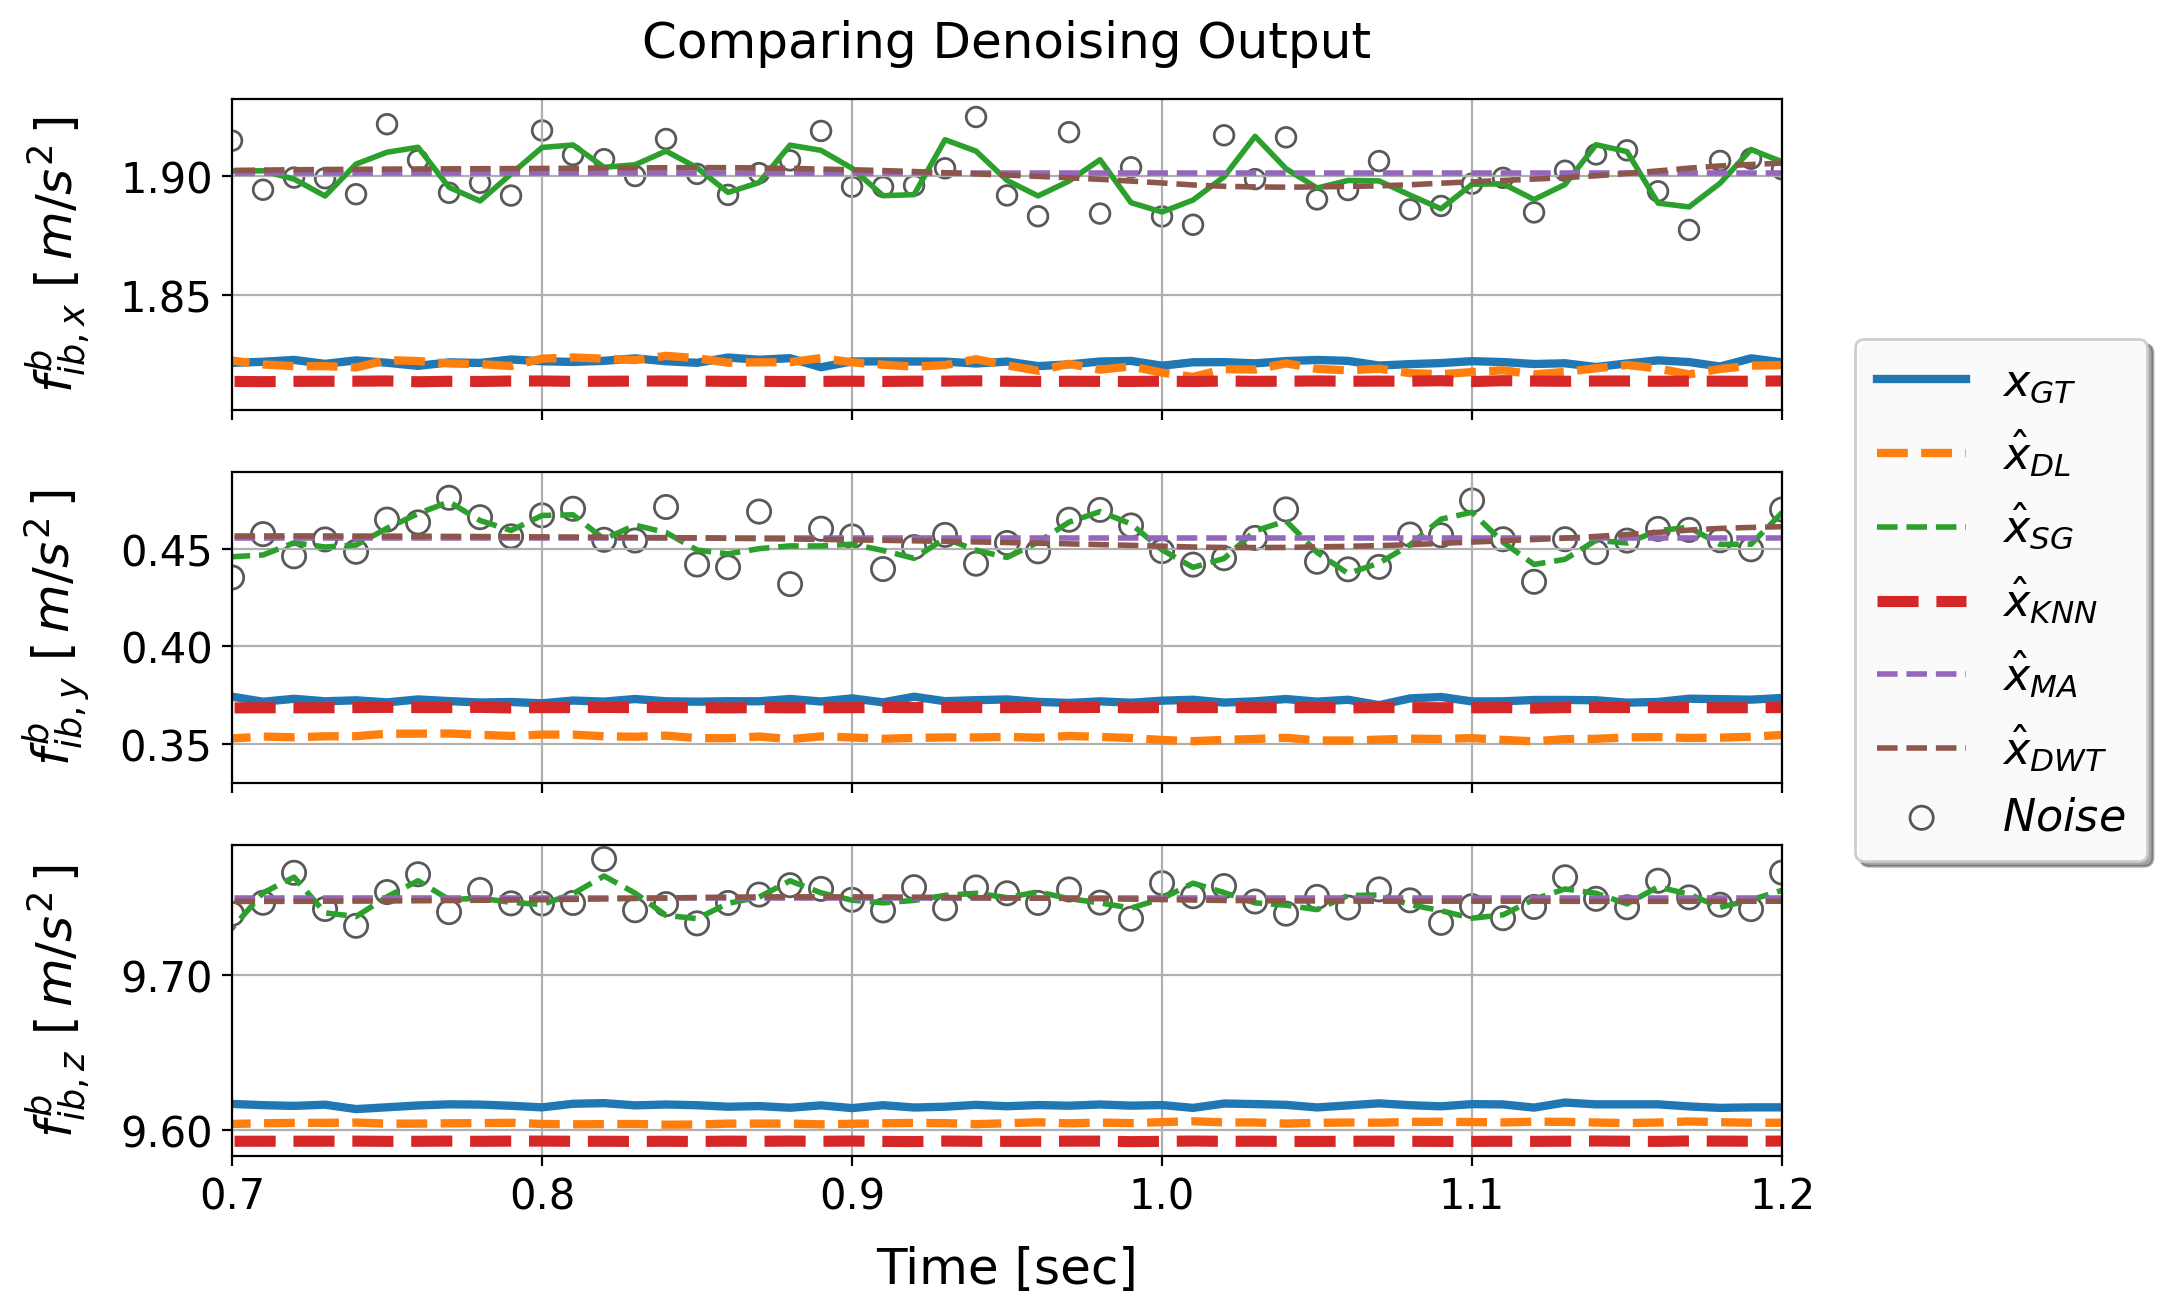 Comparing Denoising Output
f^b_{ib, x} [ m/s^2 ]
1.90
1.85
f^b_{ib, y} [ m/s^2 ]
0.45
0.40
0.35
f^b_{ib, z} [ m/s^2 ]
9.70
9.60
0.7 0.8 0.9 1.0 1.1 1.2
Time [sec]
x_{GT}
x̂_{DL}
x̂_{SG}
x̂_{KNN}
x̂_{MA}
x̂_{DWT}
Noise